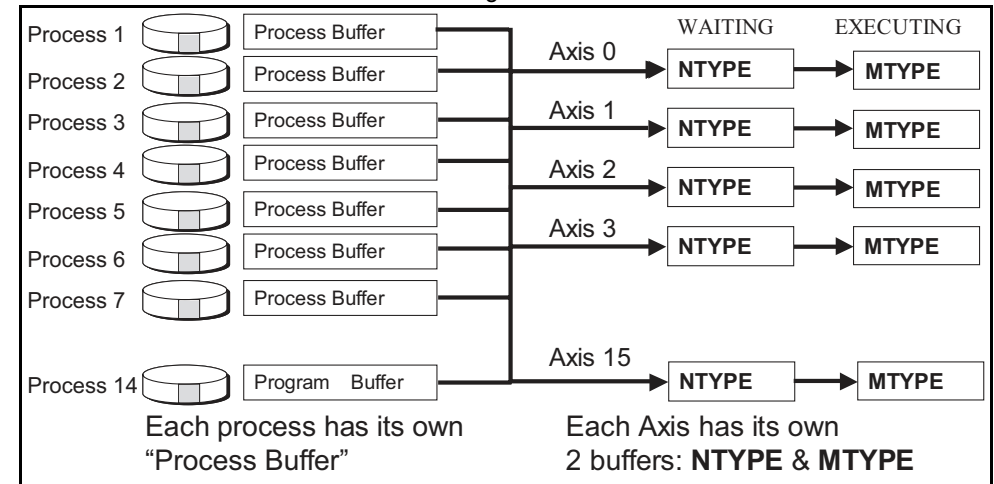 WAITING EXECUTING
Process 1 Process Buffer
Axis 0 NTYPE MTYPE
Process 2 Process Buffer
Process 3 Process Buffer
Axis 1 NTYPE MTYPE
Process 4 Process Buffer
Axis 2 NTYPE MTYPE
Process 5 Process Buffer
Axis 3 NTYPE MTYPE
Process 6 Process Buffer
Process 7 Process Buffer
Axis 15 NTYPE MTYPE
Process 14 Program Buffer
Each process has its own
“Process Buffer”
Each Axis has its own
2 buffers: NTYPE & MTYPE